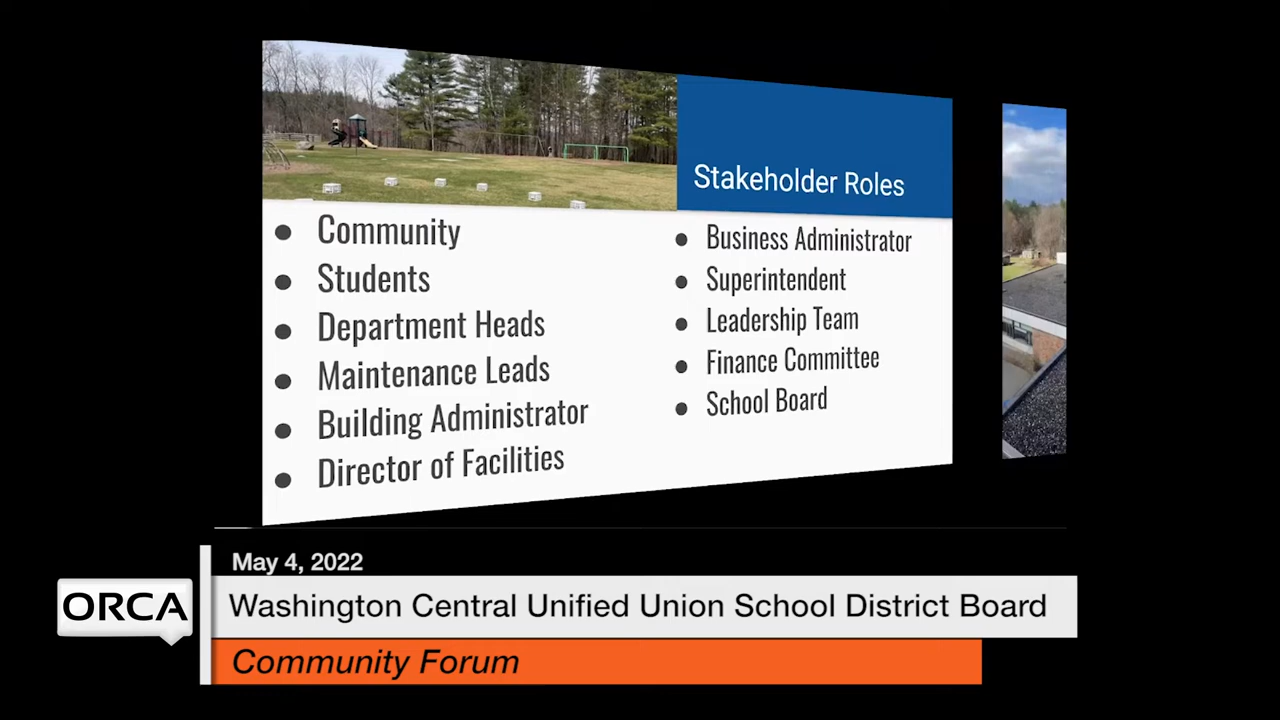 Stakeholder Roles
Community
Students
Department Heads
Maintenance Leads
Building Administrator
Director of Facilities
Business Administrator
Superintendent
Leadership Team
Finance Committee
School Board
May 4, 2022
ORCA
Washington Central Unified Union School District Board
Community Forum